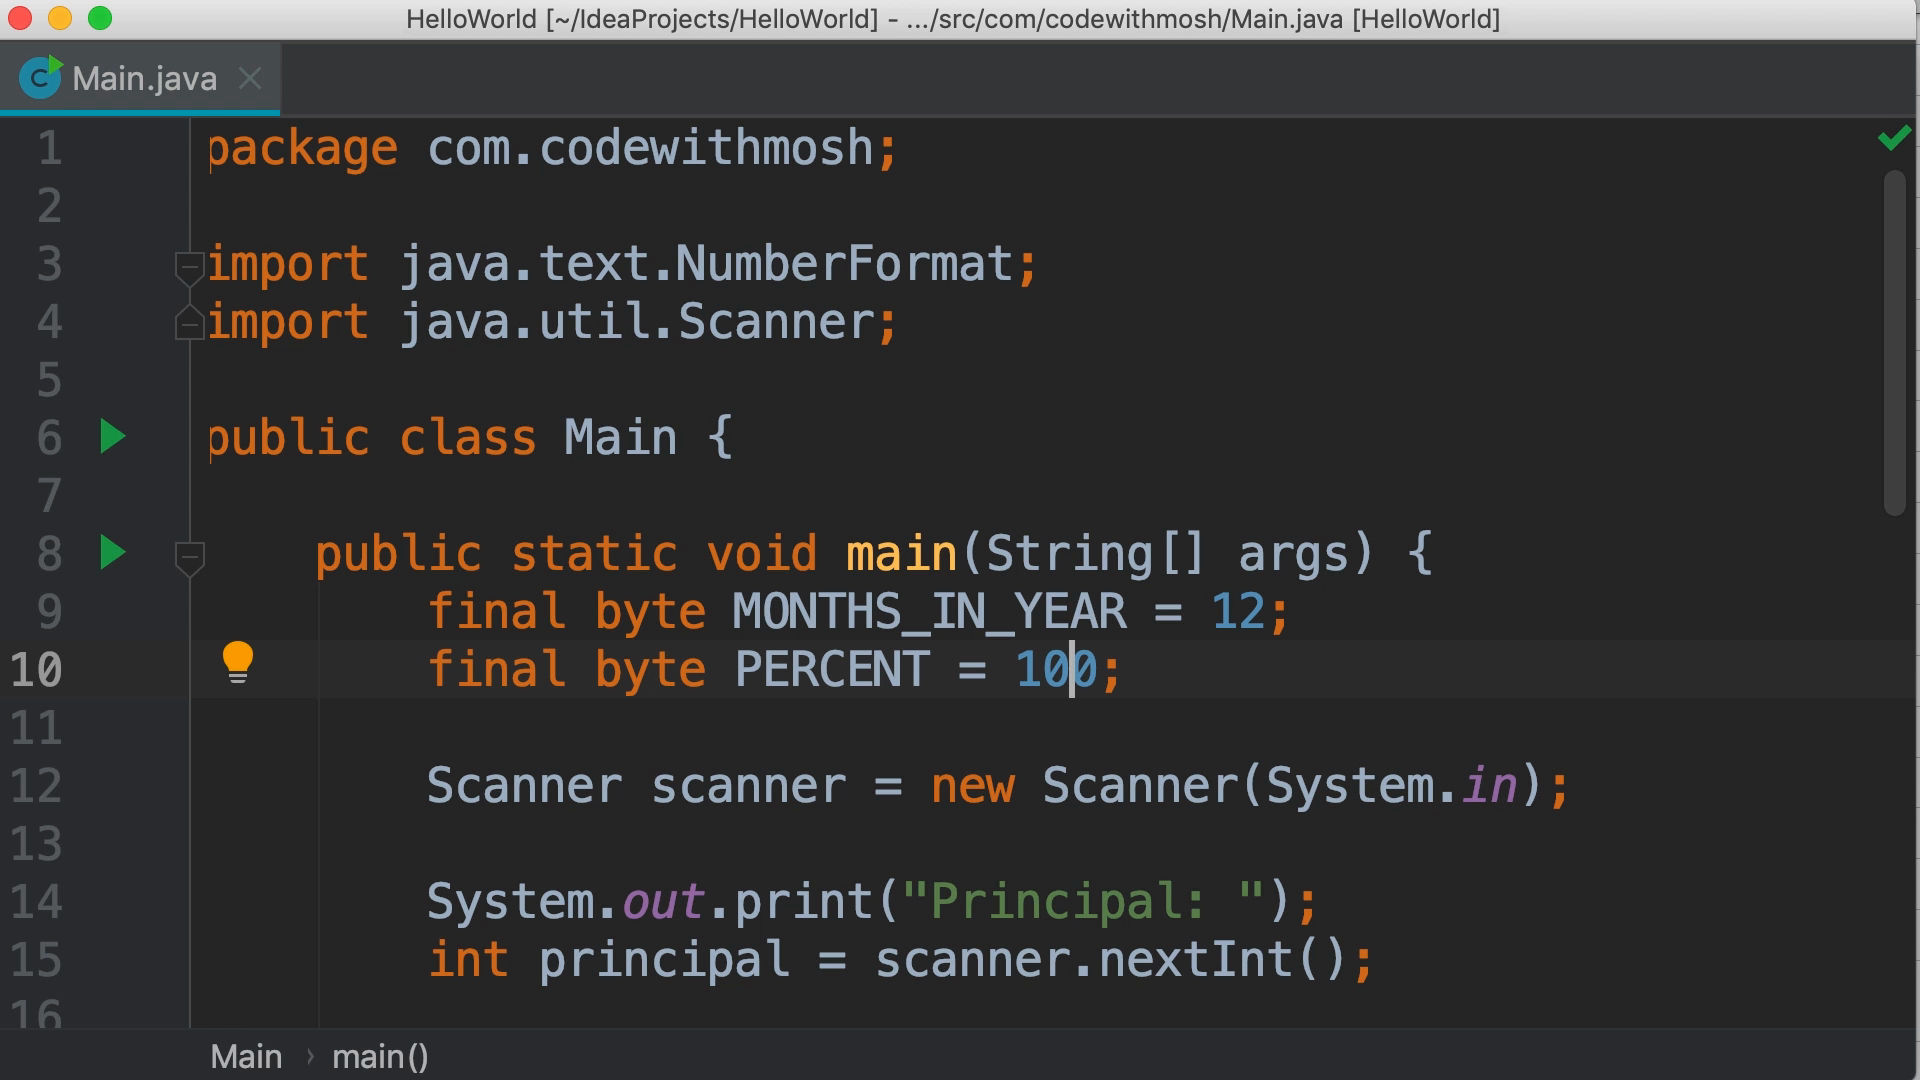 HelloWorld [~/IdeaProjects/HelloWorld] - .../src/com/codewithmosh/Main.java [HelloWorld]
C Main.java
1 package com.codewithmosh;
2
3 import java.text.NumberFormat;
4 import java.util.Scanner;
5
6 public class Main {
7
8 public static void main(String[] args) {
9 final byte MONTHS_IN_YEAR = 12;
10 final byte PERCENT = 100;
11
12 Scanner scanner = new Scanner(System.in);
13
14 System.out.print("Principal: ");
15 int principal = scanner.nextInt();
16
Main › main()